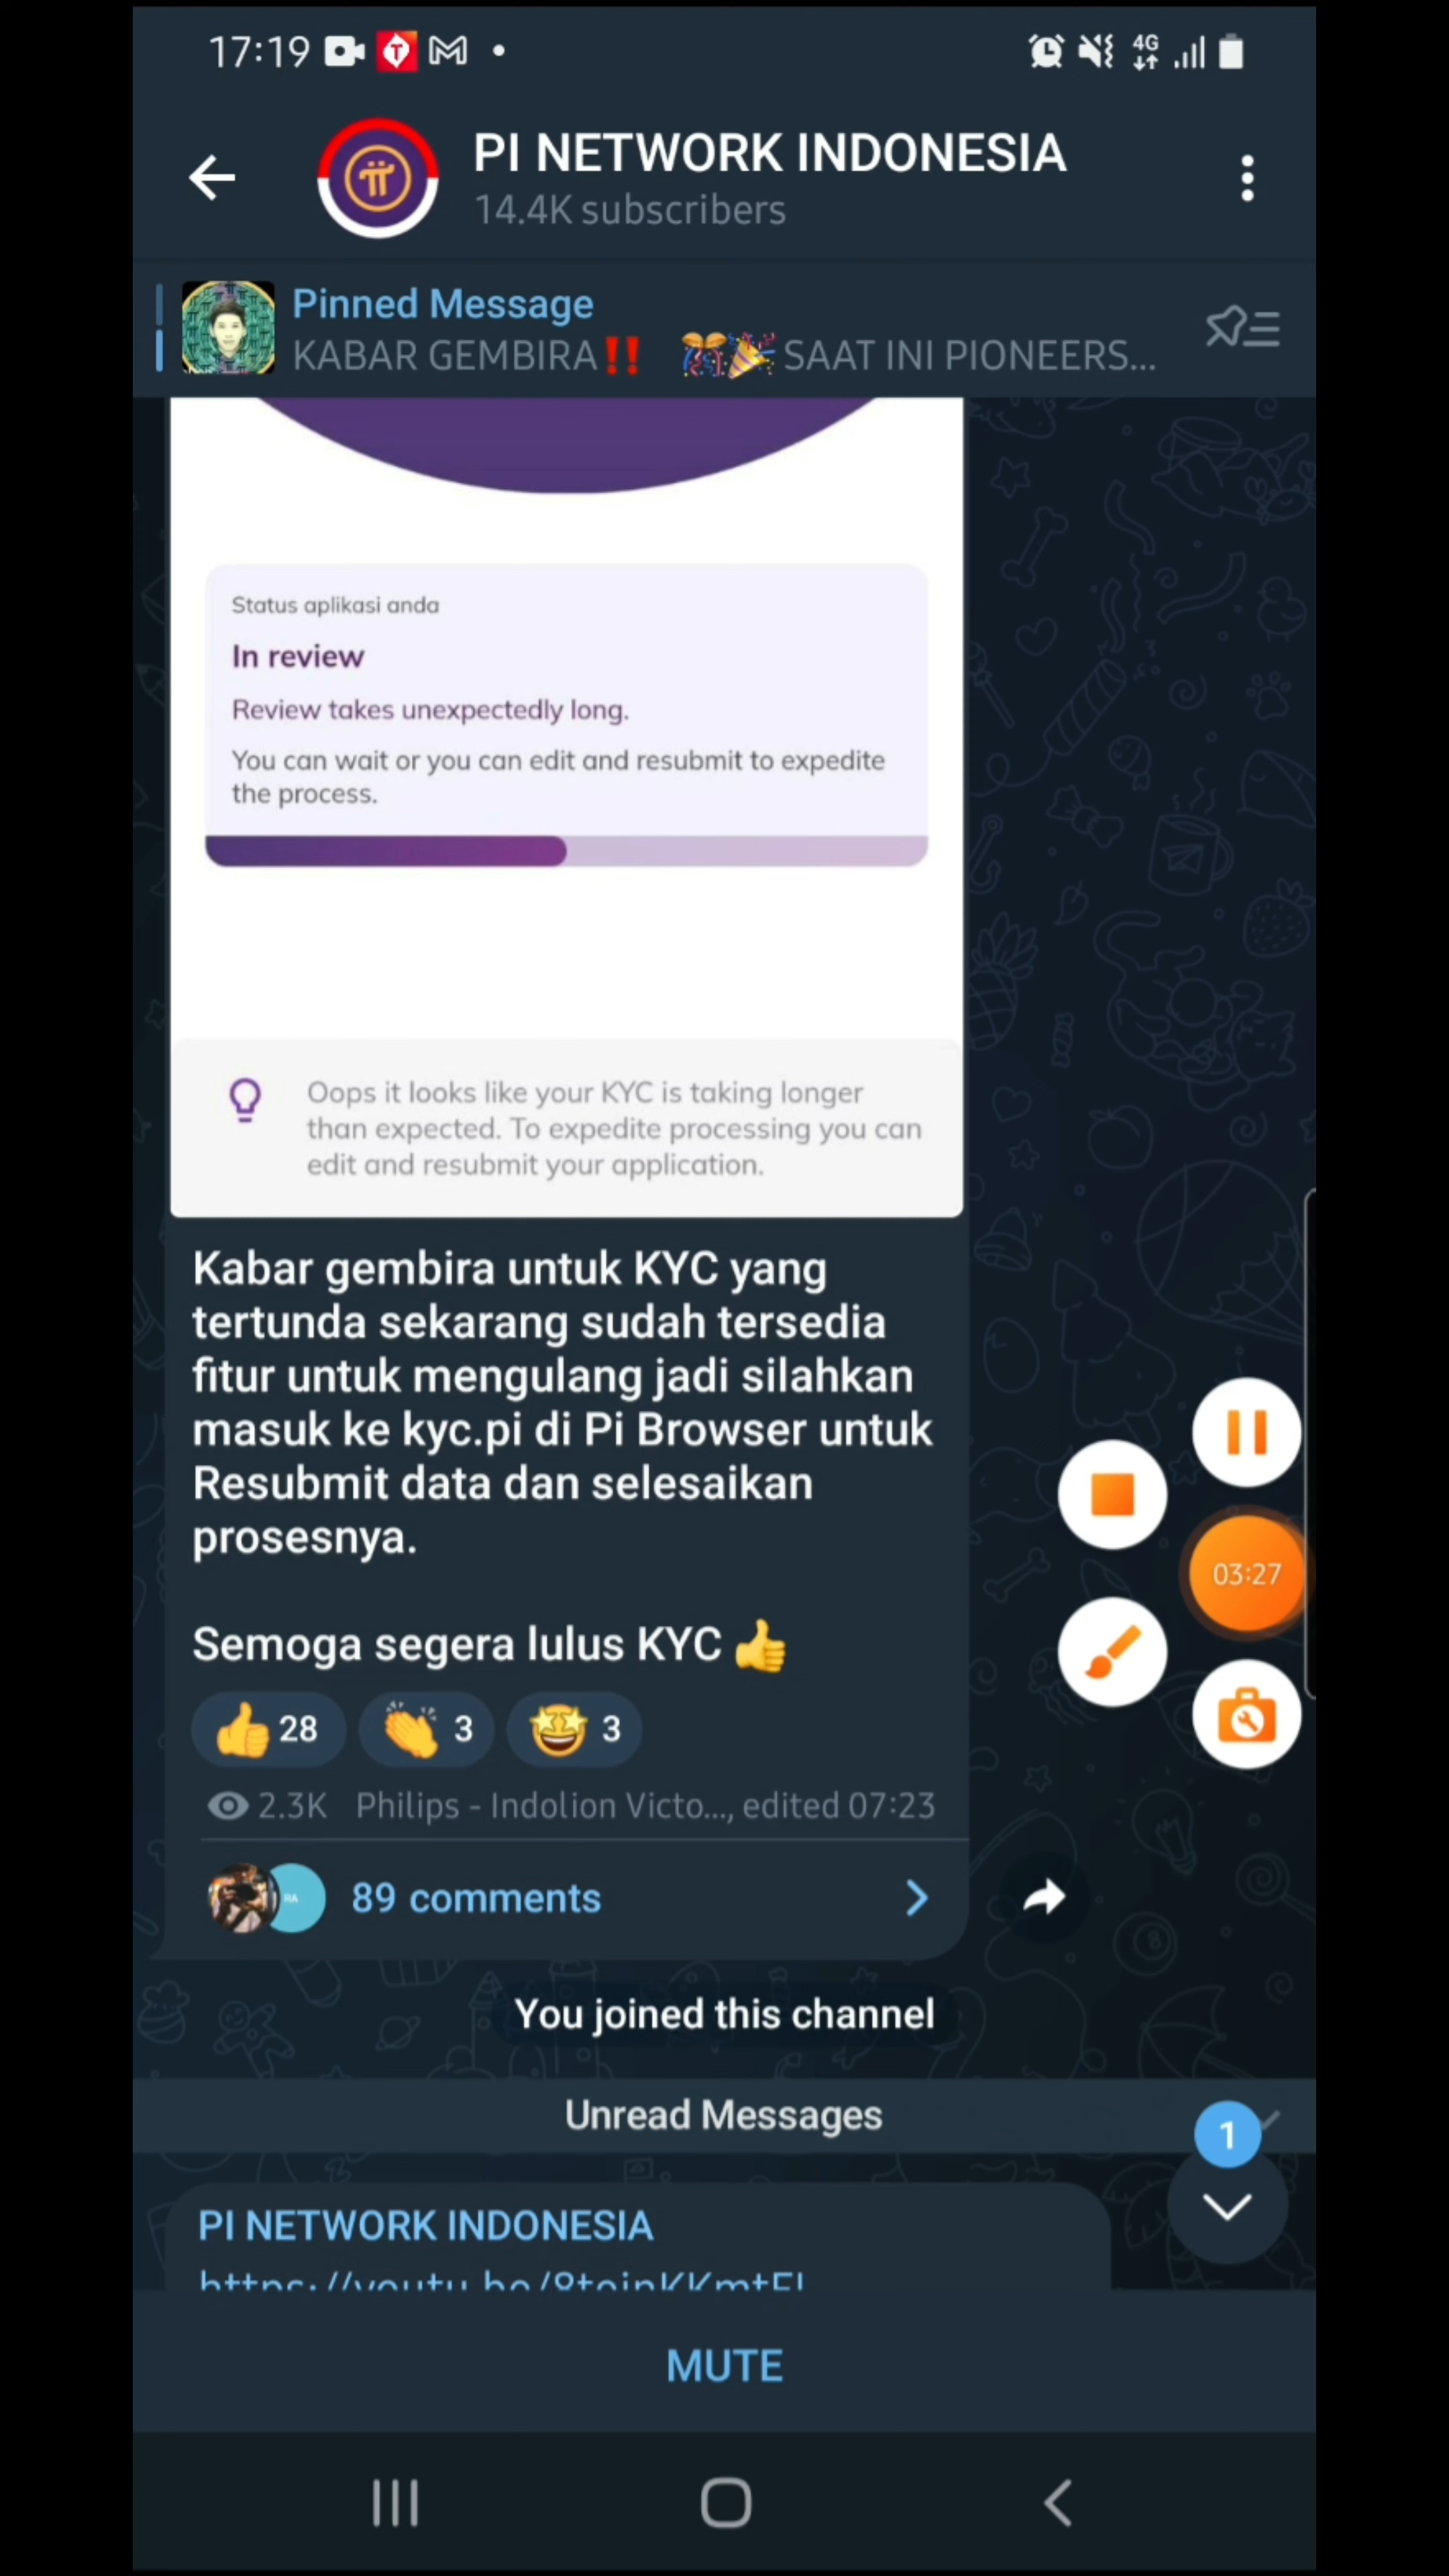 17:19
4G
PI NETWORK INDONESIA
14.4K subscribers
Pinned Message
KABAR GEMBIRA‼️ 🎊🎉 SAAT INI PIONEERS...
Status aplikasi anda
In review
Review takes unexpectedly long.
You can wait or you can edit and resubmit to expedite
the process.
Oops it looks like your KYC is taking longer
than expected. To expedite processing you can
edit and resubmit your application.
Kabar gembira untuk KYC yang
tertunda sekarang sudah tersedia
fitur untuk mengulang jadi silahkan
masuk ke kyc.pi di Pi Browser untuk
Resubmit data dan selesaikan
prosesnya.
03:27
Semoga segera lulus KYC 👍
👍 28 👏 3 🤩 3
2.3K Philips - Indolion Victo..., edited 07:23
RA
89 comments
You joined this channel
Unread Messages
1
PI NETWORK INDONESIA
MUTE